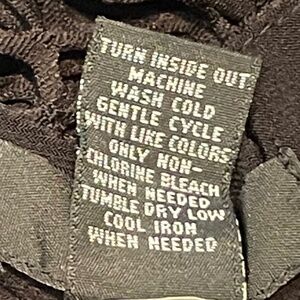 TURN INSIDE OUT
MACHINE
WASH COLD
GENTLE CYCLE
WITH LIKE COLORS
ONLY NON-
CHLORINE BLEACH
WHEN NEEDED
TUMBLE DRY LOW
COOL IRON
WHEN NEEDED